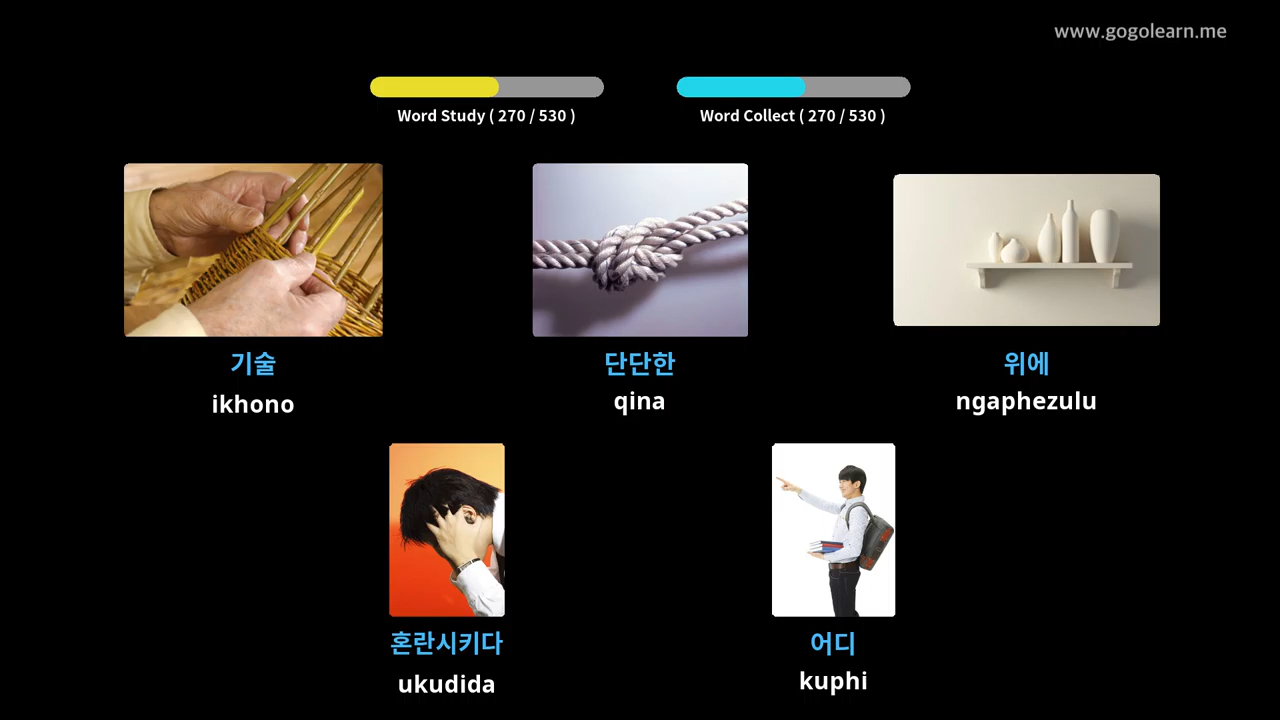 www.gogolearn.me
Word Study ( 270 / 530 )
Word Collect ( 270 / 530 )
기술
ikhono
단단한
qina
위에
ngaphezulu
혼란시키다
ukudida
어디
kuphi